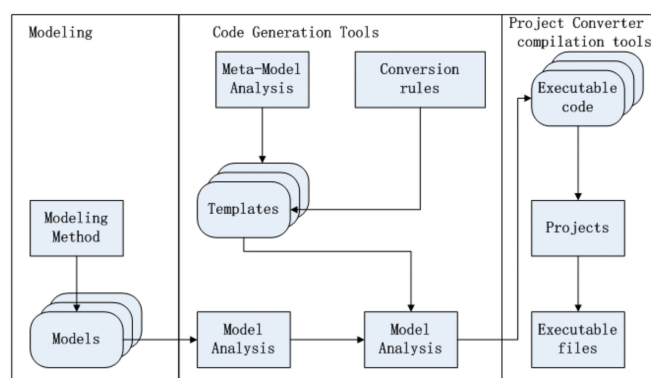 Modeling
Modeling
Method
Models
Code Generation Tools
Meta-Model
Analysis
Conversion
rules
Templates
Model
Analysis
Model
Analysis
Project Converter
compilation tools
Executable
code
Projects
Executable
files